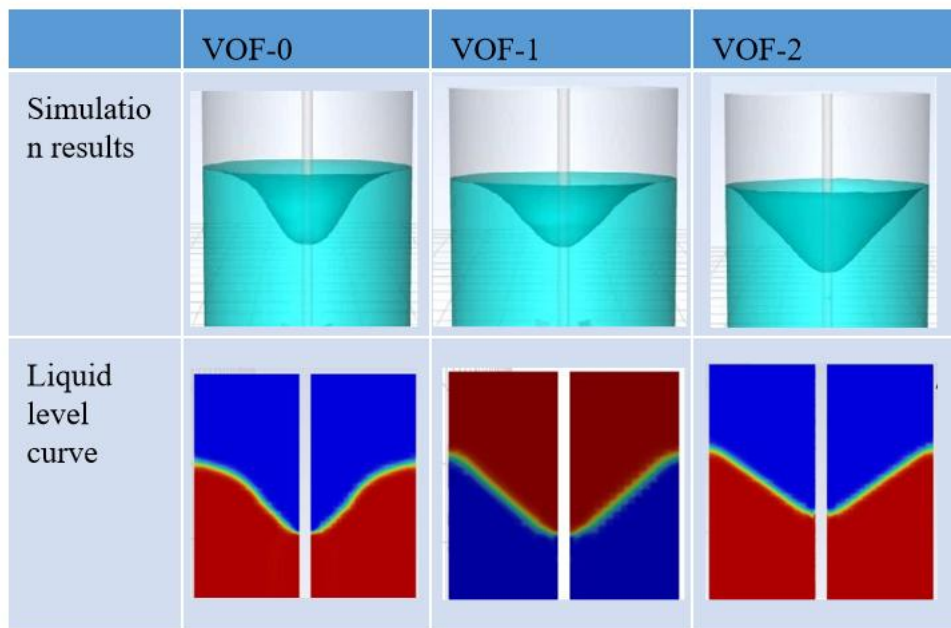 VOF-0
VOF-1
VOF-2
Simulatio
n results
Liquid
level
curve